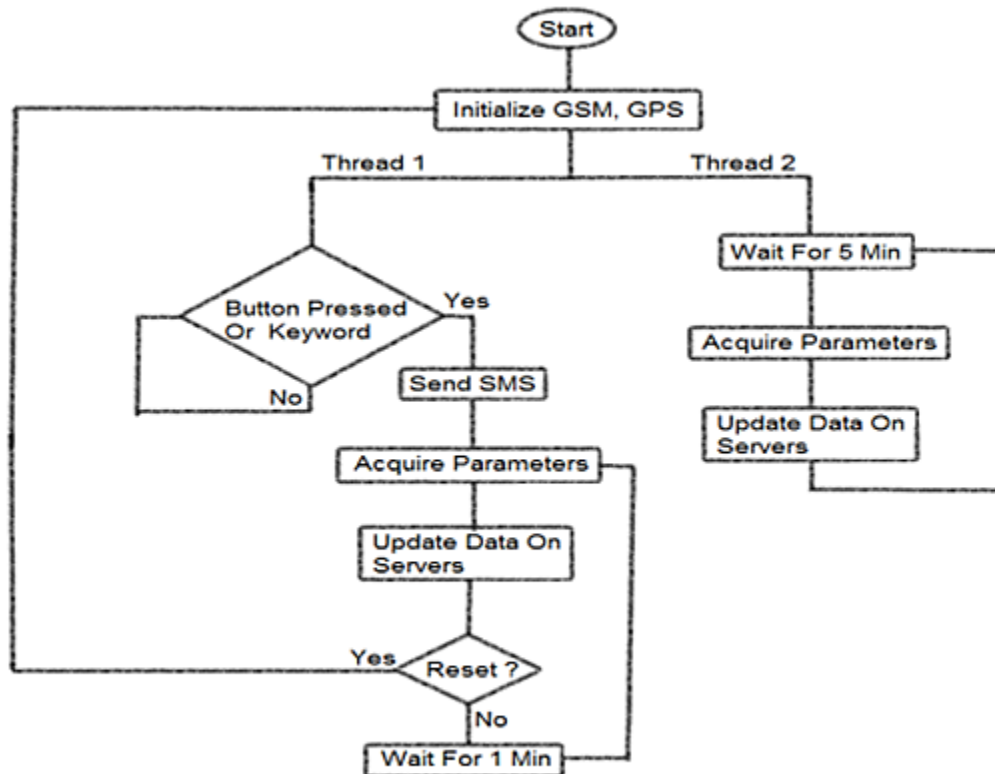 Start
Initialize GSM, GPS
Thread 1
Thread 2
Wait For 5 Min
Button Pressed
Or Keyword
Yes
No
Acquire Parameters
Send SMS
Update Data On
Servers
Acquire Parameters
Update Data On
Servers
Yes
Reset ?
No
Wait For 1 Min